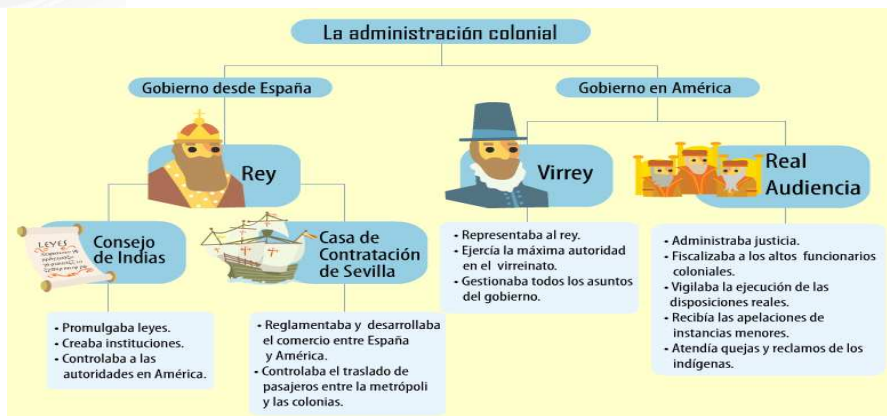 La administración colonial
Gobierno desde España
Gobierno en América
Rey
Virrey
Real
Audiencia
LEYES
Consejo
de Indias
Casa de
Contratación
de Sevilla
- Promulgaba leyes.
- Creaba instituciones.
- Controlaba a las
autoridades en América.
- Reglamentaba y desarrollaba
el comercio entre España
y América.
- Controlaba el traslado de
pasajeros entre la metrópoli
y las colonias.
- Representaba al rey.
- Ejercía la máxima autoridad
en el virreinato.
- Gestionaba todos los asuntos
del gobierno.
- Administraba justicia.
- Fiscalizaba a los altos funcionarios
coloniales.
- Vigilaba la ejecución de las
disposiciones reales.
- Recibía las apelaciones de
instancias menores.
- Atendía quejas y reclamos de los
indígenas.